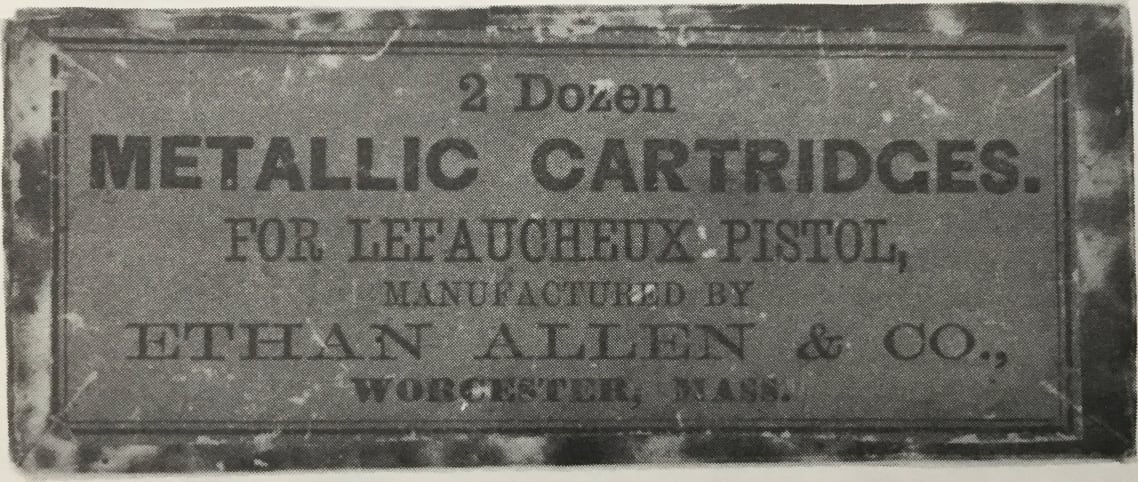 2 Dozen
METALLIC CARTRIDGES.
FOR LEFAUCHEUX PISTOL,
MANUFACTURED BY
ETHAN ALLEN & CO.,
WORCESTER, MASS.